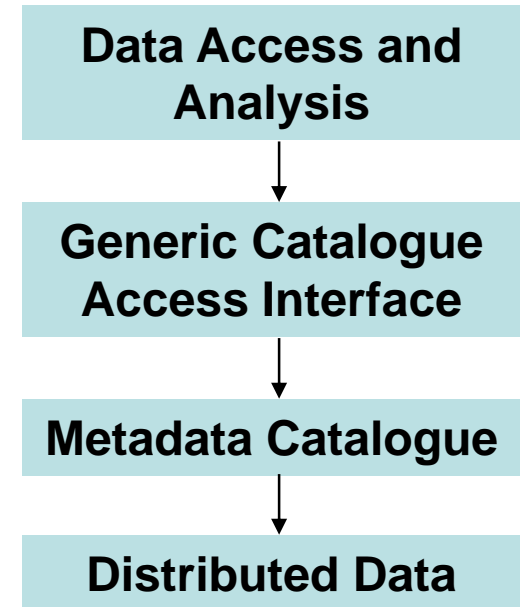 Data Access and
Analysis
Generic Catalogue
Access Interface
Metadata Catalogue
Distributed Data